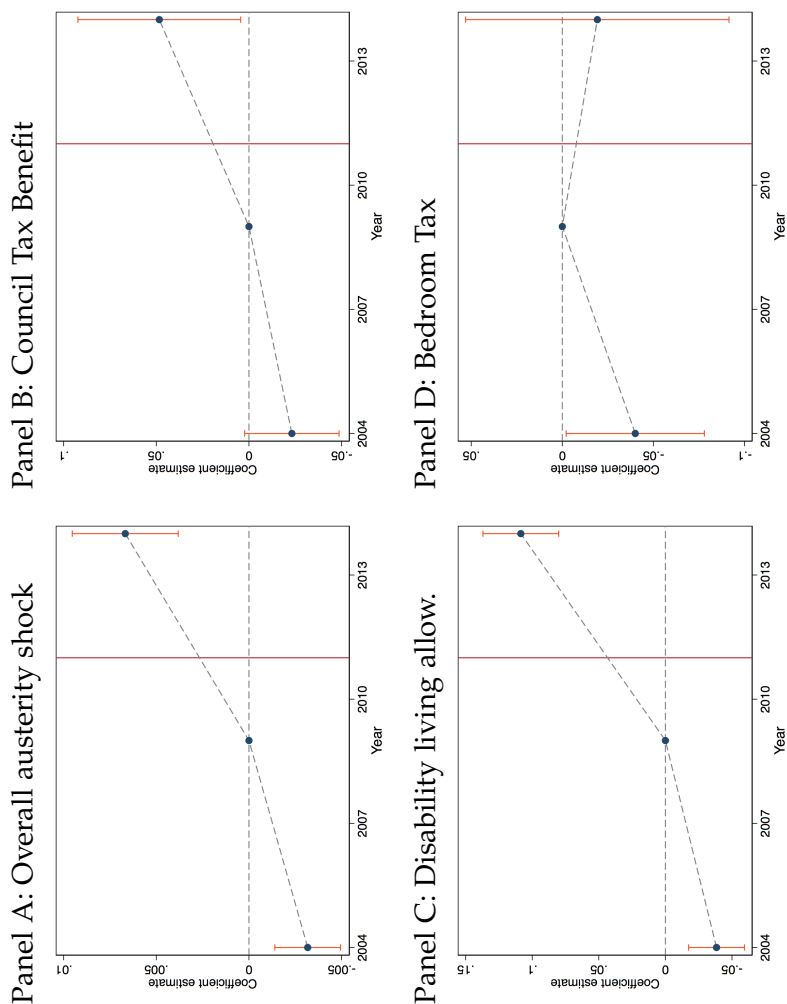 Panel A: Overall austerity shock
.01
.005
0
-.005
Coefficient estimate
2004
2007
2010
2013
Year
Panel B: Council Tax Benefit
.1
.05
0
-.05
Coefficient estimate
2004
2007
2010
2013
Year
Panel C: Disability living allow.
.15
.1
.05
0
-.05
Coefficient estimate
2004
2007
2010
2013
Year
Panel D: Bedroom Tax
.05
0
-.05
-.1
Coefficient estimate
2004
2007
2010
2013
Year